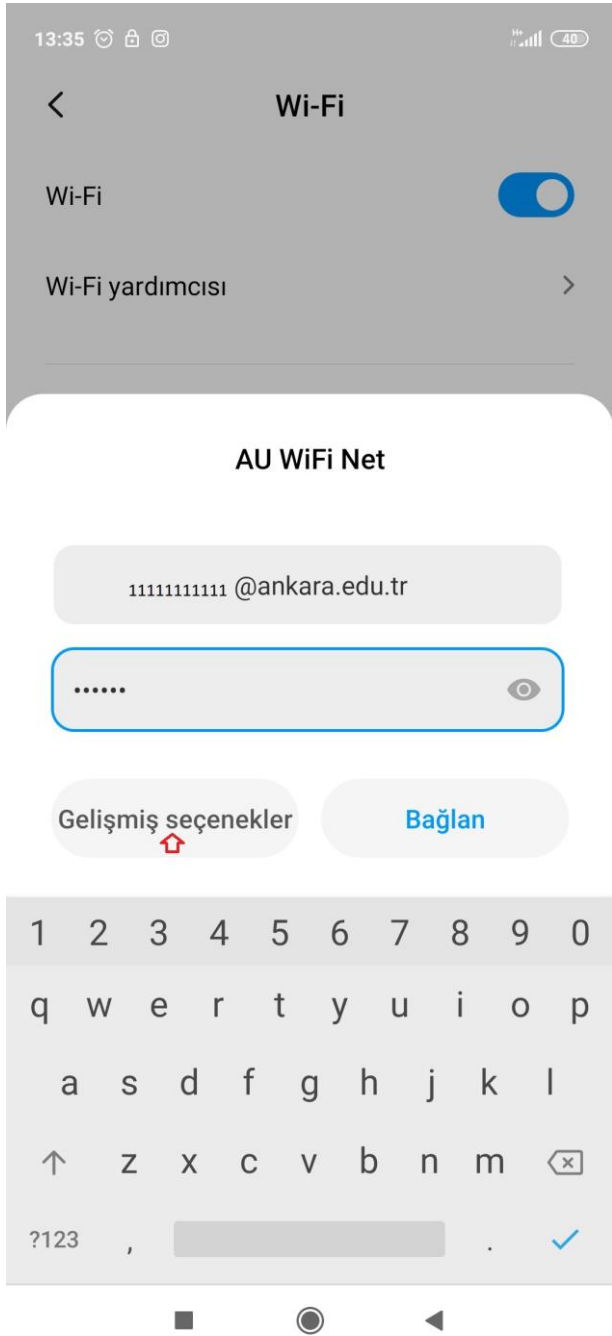 13:35 H+ 40
Wi-Fi
Wi-Fi
Wi-Fi yardımcısı
AU WiFi Net
11111111111 @ankara.edu.tr
••••••
Gelişmiş seçenekler Bağlan
1 2 3 4 5 6 7 8 9 0
q w e r t y u i o p
a s d f g h j k l
z x c v b n m
?123 , .